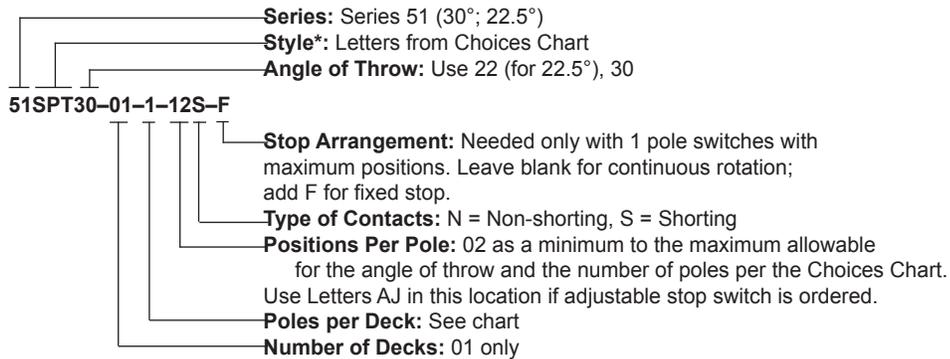 Series: Series 51 (30°; 22.5°)
Style*: Letters from Choices Chart
Angle of Throw: Use 22 (for 22.5°), 30
51SPT30–01–1–12S–F
Stop Arrangement: Needed only with 1 pole switches with
maximum positions. Leave blank for continuous rotation;
add F for fixed stop.
Type of Contacts: N = Non-shorting, S = Shorting
Positions Per Pole: 02 as a minimum to the maximum allowable
for the angle of throw and the number of poles per the Choices Chart.
Use Letters AJ in this location if adjustable stop switch is ordered.
Poles per Deck: See chart
Number of Decks: 01 only